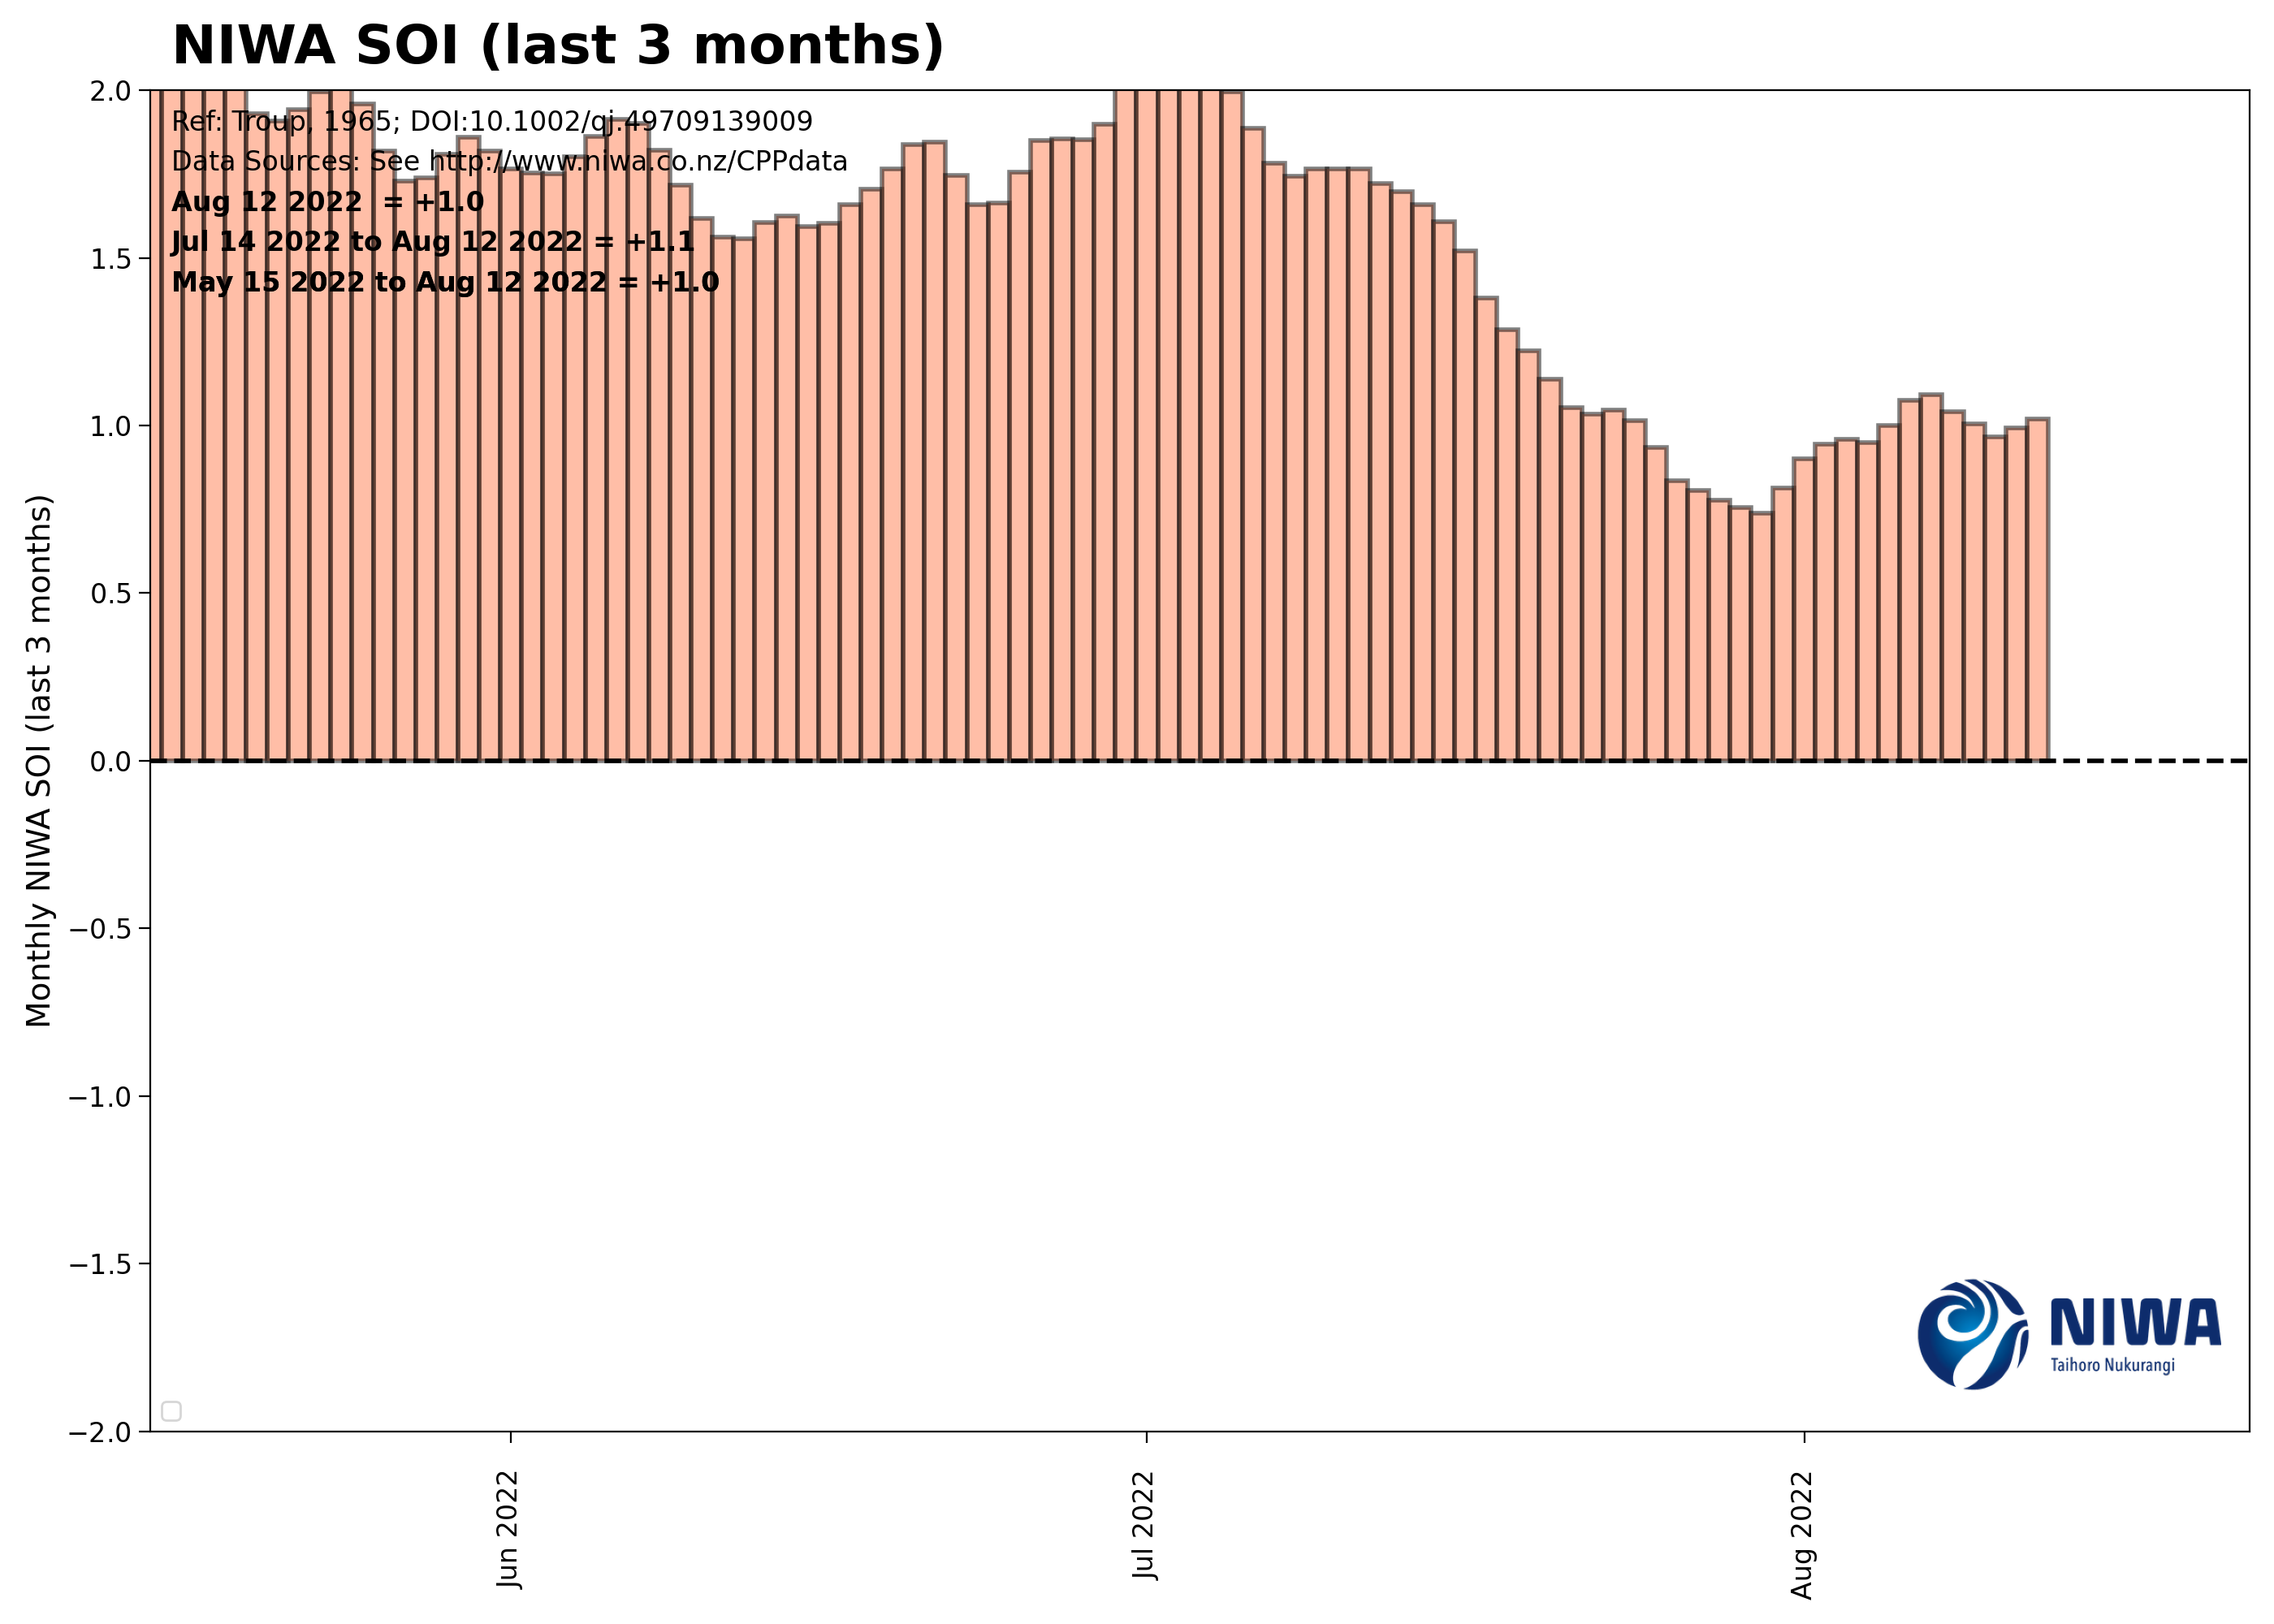 NIWA SOI (last 3 months)
Ref: Troup, 1965; DOI:10.1002/qj.49709139009
Data Sources: See http://www.niwa.co.nz/CPPdata
Aug 12 2022  = +1.0
Jul 14 2022 to Aug 12 2022 = +1.1
May 15 2022 to Aug 12 2022 = +1.0
Monthly NIWA SOI (last 3 months)
2.0
1.5
1.0
0.5
0.0
−0.5
−1.0
−1.5
−2.0
NIWA
Taihoro Nukurangi
Jun 2022
Jul 2022
Aug 2022